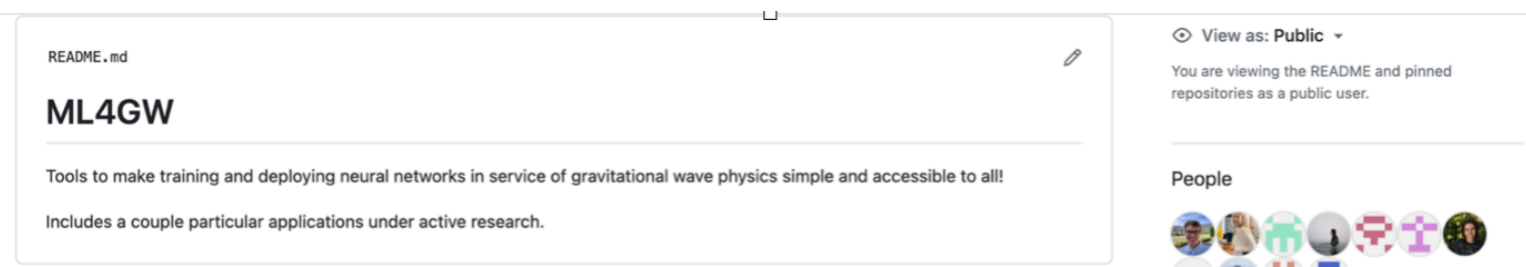 README.md
ML4GW
Tools to make training and deploying neural networks in service of gravitational wave physics simple and accessible to all!
Includes a couple particular applications under active research.
View as: Public
You are viewing the README and pinned
repositories as a public user.
People